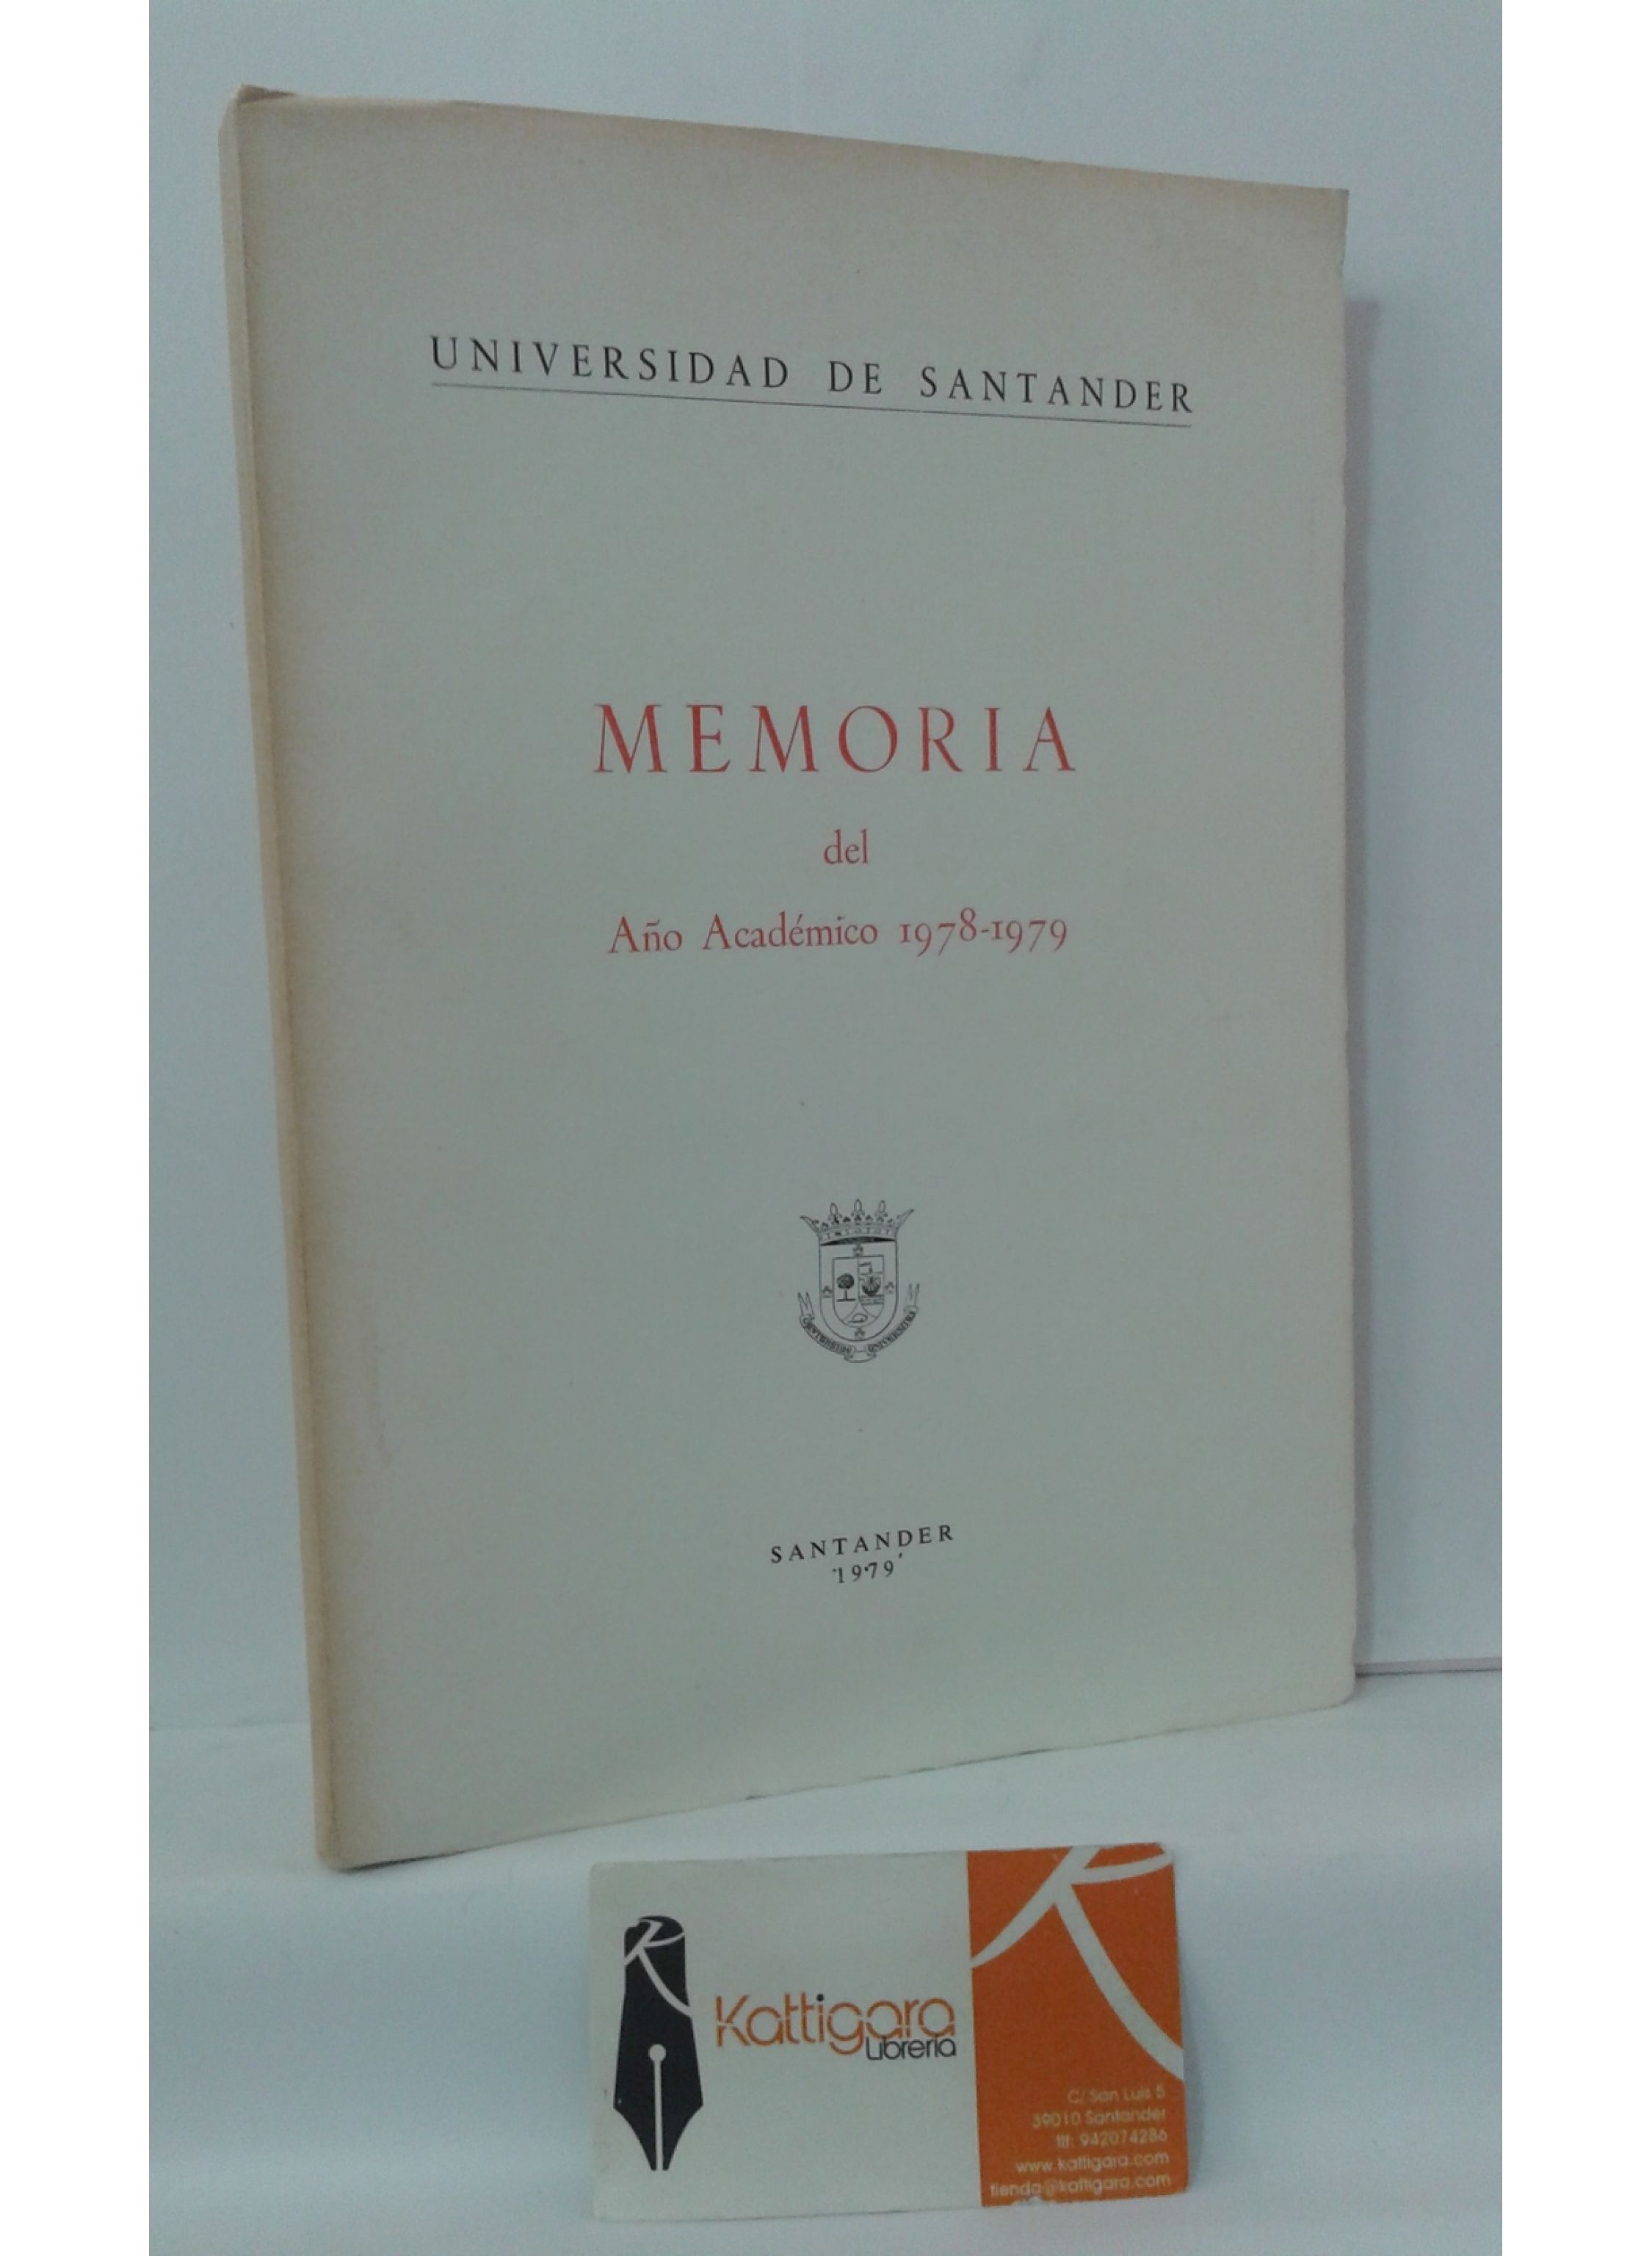 UNIVERSIDAD DE SANTANDER
MEMORIA
del
Año Académico 1978-1979
SANTANDER
1979
Kattigara
Librería
C/ San Luis 5
39010 Santander
tlf: 942074286
www.kattigara.com
tienda@kattigara.com